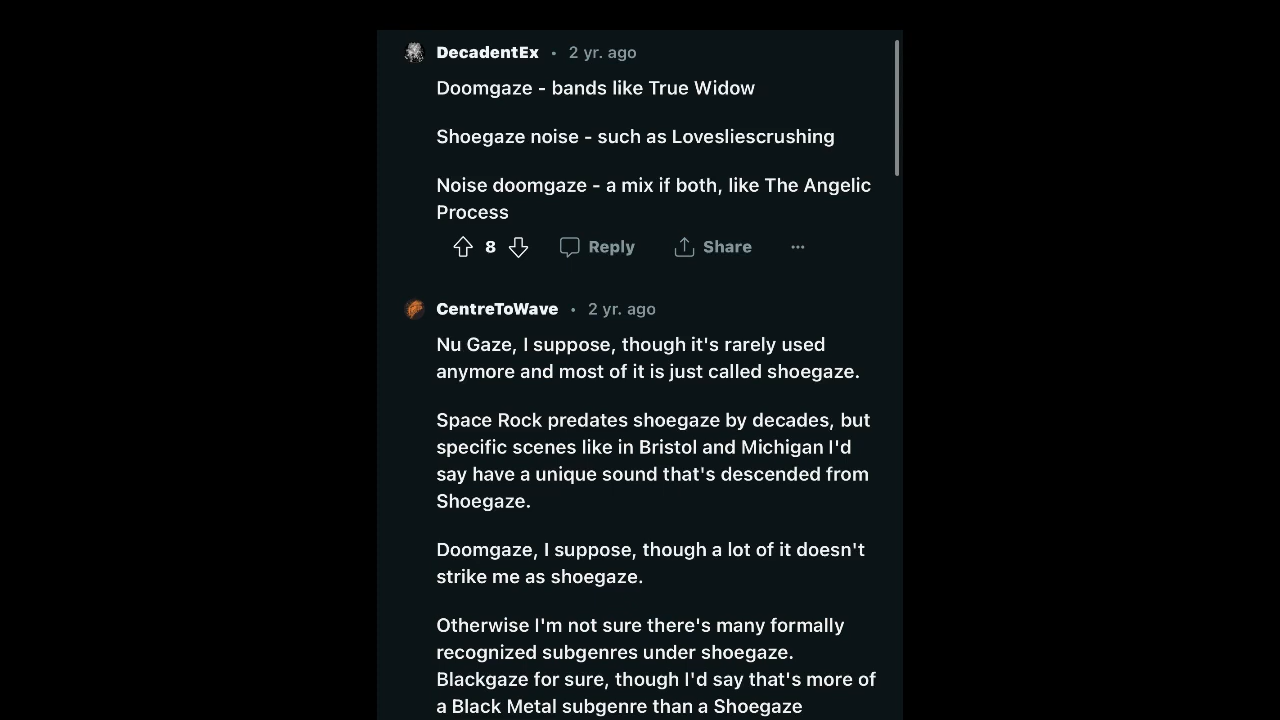 DecadentEx • 2 yr. ago
Doomgaze - bands like True Widow
Shoegaze noise - such as Lovesliescrushing
Noise doomgaze - a mix if both, like The Angelic
Process
8 Reply Share ...
CentreToWave • 2 yr. ago
Nu Gaze, I suppose, though it's rarely used
anymore and most of it is just called shoegaze.
Space Rock predates shoegaze by decades, but
specific scenes like in Bristol and Michigan I'd
say have a unique sound that's descended from
Shoegaze.
Doomgaze, I suppose, though a lot of it doesn't
strike me as shoegaze.
Otherwise I'm not sure there's many formally
recognized subgenres under shoegaze.
Blackgaze for sure, though I'd say that's more of
a Black Metal subgenre than a Shoegaze